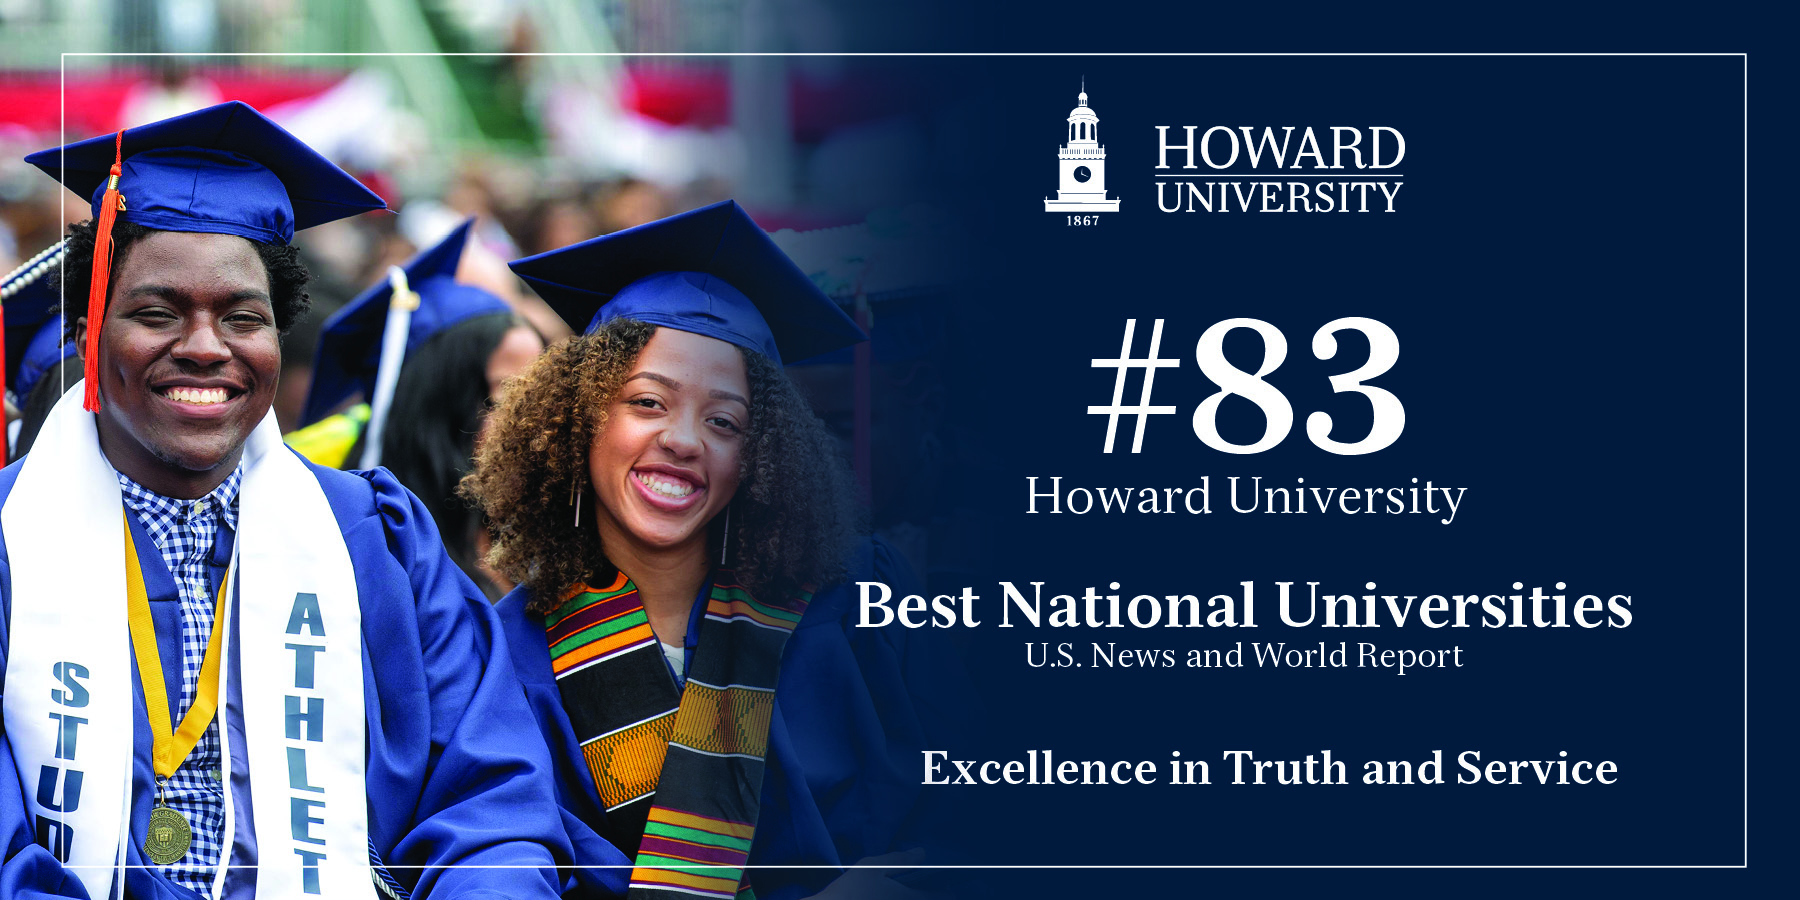 HOWARD
UNIVERSITY
1867
#83
Howard University
Best National Universities
U.S. News and World Report
Excellence in Truth and Service
STUD
ATHLET